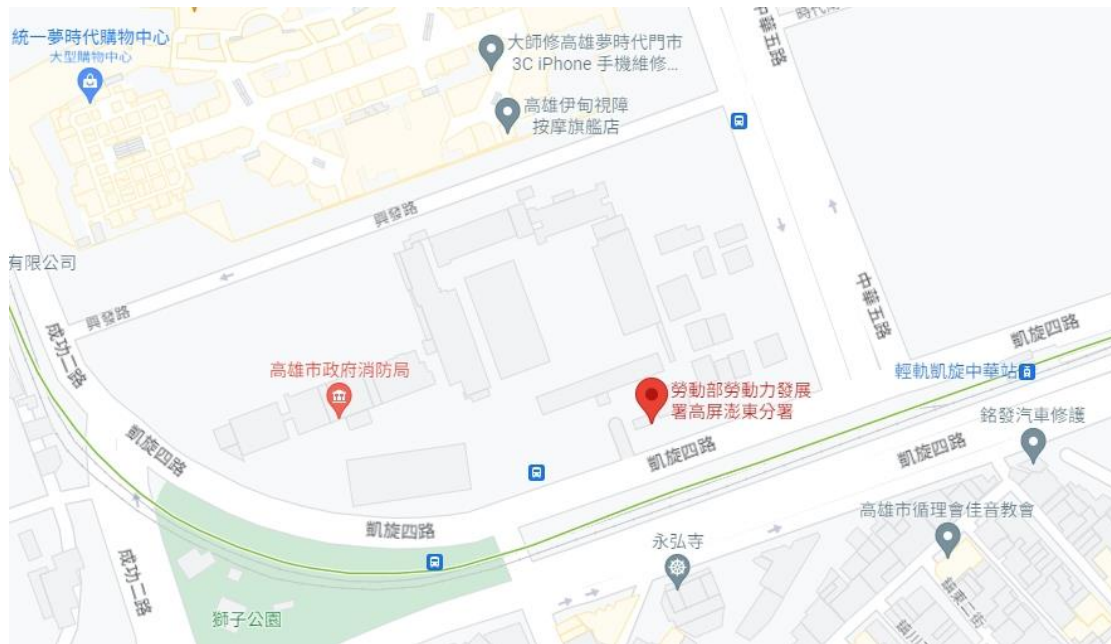 統一夢時代購物中心
大型購物中心
大師修高雄夢時代門市
3C iPhone 手機維修...
高雄伊甸視障
按摩旗艦店
中華五路
興發路
有限公司
興發路
成功二路
中華五路
凱旋四路
高雄市政府消防局
輕軌凱旋中華站
勞動部勞動力發展
署高屏澎東分署
銘發汽車修護
凱旋四路
凱旋四路
凱旋四路
凱旋四路
高雄市循理會佳音教會
永弘寺
成功二路
獅子公園
鎮東二街